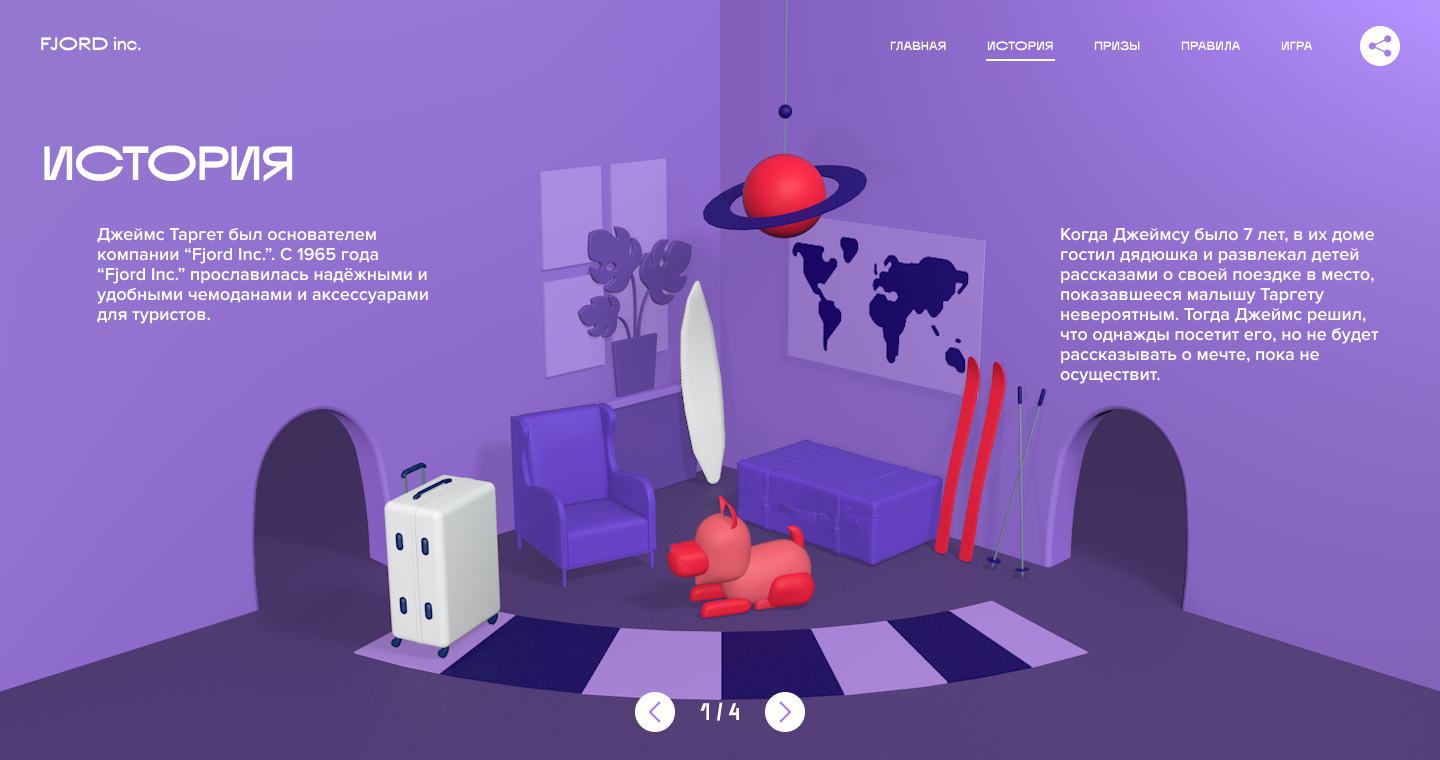 FJORD inc.
ГЛАВНАЯ
ИСТОРИЯ
ПРИЗЫ
ПРАВИЛА
ИГРА
ИСТОРИЯ
Джеймс Таргет был основателем
компании “Fjord Inc.”. С 1965 года
“Fjord Inc.” прославилась надёжными и
удобными чемоданами и аксессуарами
для туристов.
Когда Джеймсу было 7 лет, в их доме
гостил дядюшка и развлекал детей
рассказами о своей поездке в место,
показавшееся малышу Таргету
невероятным. Тогда Джеймс решил,
что однажды посетит его, но не будет
рассказывать о мечте, пока не
осуществит.
1 / 4